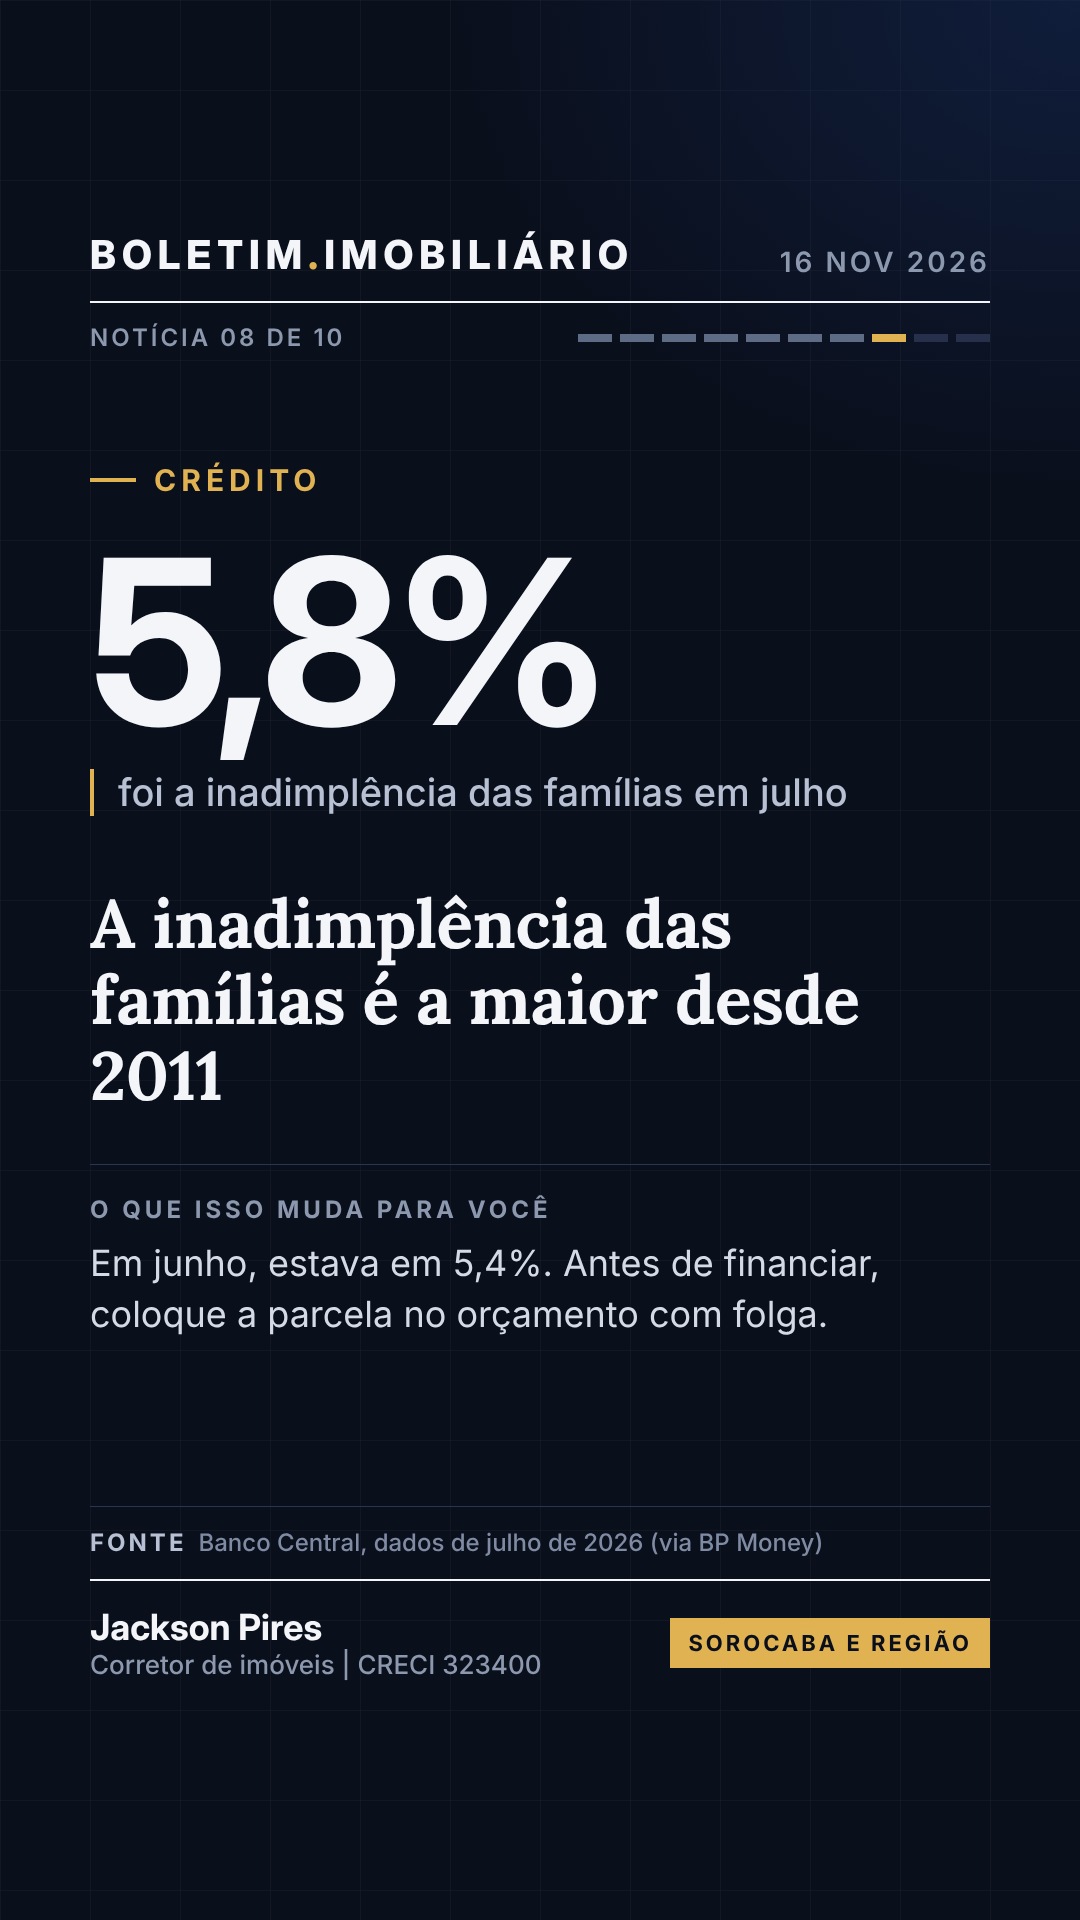 BOLETIM.IMOBILIÁRIO
16 NOV 2026
NOTÍCIA 08 DE 10
CRÉDITO
5,8%
foi a inadimplência das famílias em julho
A inadimplência das
famílias é a maior desde
2011
O QUE ISSO MUDA PARA VOCÊ
Em junho, estava em 5,4%. Antes de financiar,
coloque a parcela no orçamento com folga.
FONTE Banco Central, dados de julho de 2026 (via BP Money)
Jackson Pires
Corretor de imóveis | CRECI 323400
SOROCABA E REGIÃO